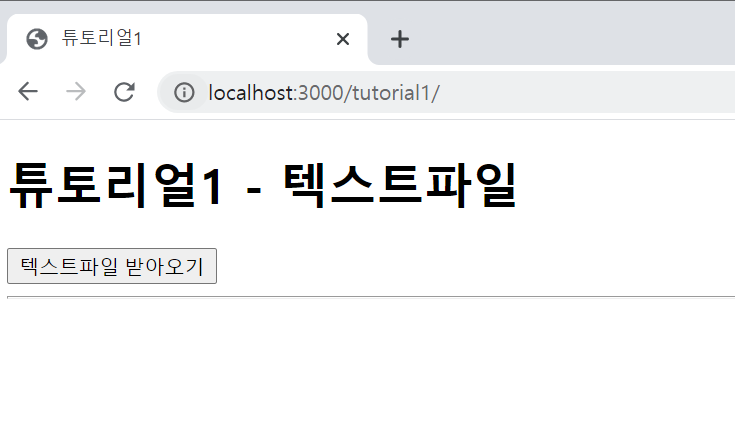 튜토리얼1
localhost:3000/tutorial1/
튜토리얼1 - 텍스트파일
텍스트파일 받아오기